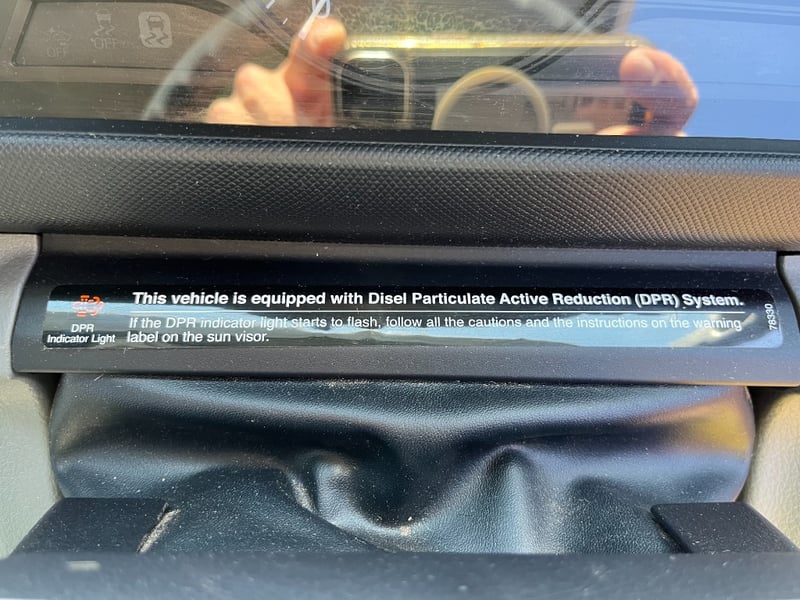 OFF
This vehicle is equipped with Disel Particulate Active Reduction (DPR) System.
If the DPR indicator light starts to flash, follow all the cautions and the instructions on the warning
label on the sun visor.
DPR
Indicator Light
78330